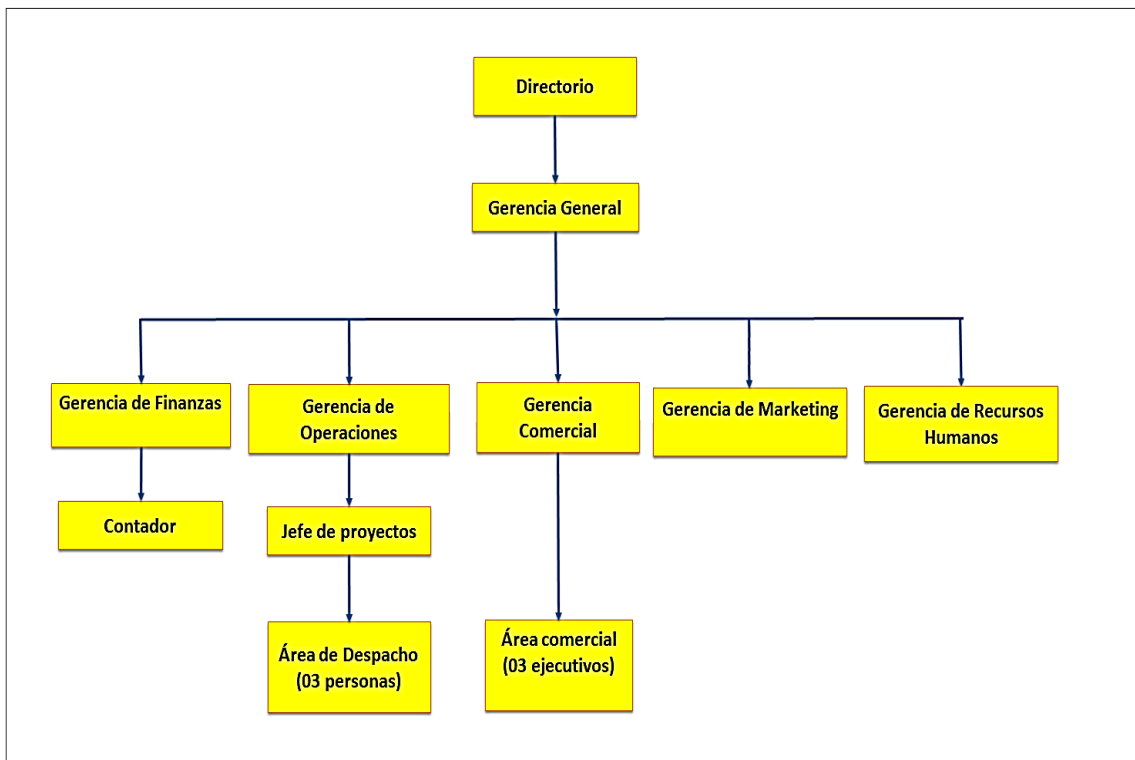 Directorio
Gerencia General
Gerencia de Finanzas
Gerencia de
Operaciones
Gerencia
Comercial
Gerencia de Marketing
Gerencia de Recursos
Humanos
Contador
Jefe de proyectos
Área de Despacho
(03 personas)
Área comercial
(03 ejecutivos)